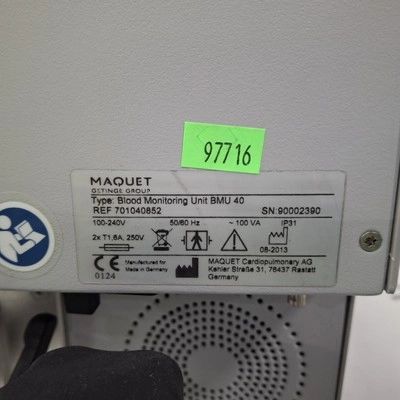 97716
MAQUET
GETINGE GROUP
Type: Blood Monitoring Unit BMU 40
REF 701040852 SN:90002390
100-240V 50/60 Hz ~ 100 VA IP31
2x T1,6A, 250V 08-2013
CE 0124 Manufactured for Germany MAQUET Cardiopulmonary AG
Kehler Straße 31, 76437 Rastatt
Germany